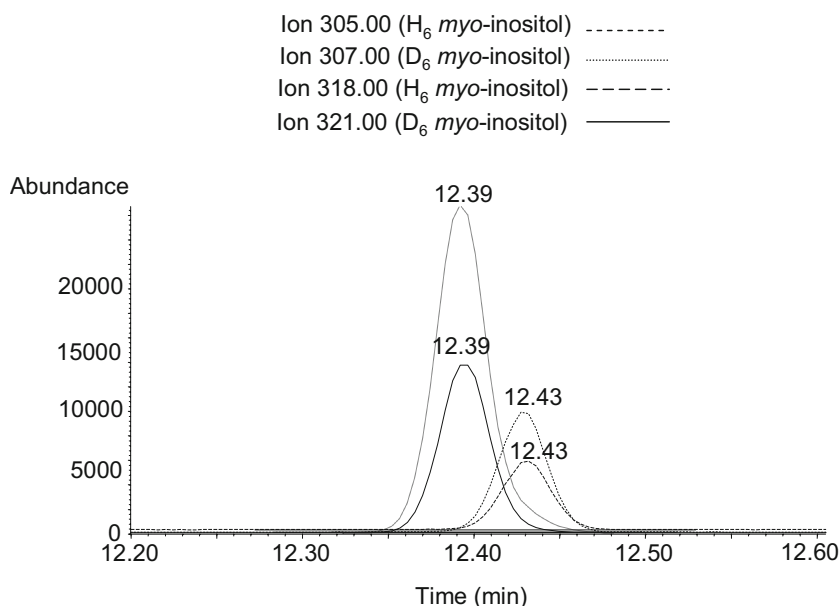 Ion 305.00 (H6 myo-inositol)
Ion 307.00 (D6 myo-inositol)
Ion 318.00 (H6 myo-inositol)
Ion 321.00 (D6 myo-inositol)
Abundance
12.39
20000
15000
12.39
10000
12.43
5000
12.43
0
12.20 12.30 12.40 12.50 12.60
Time (min)